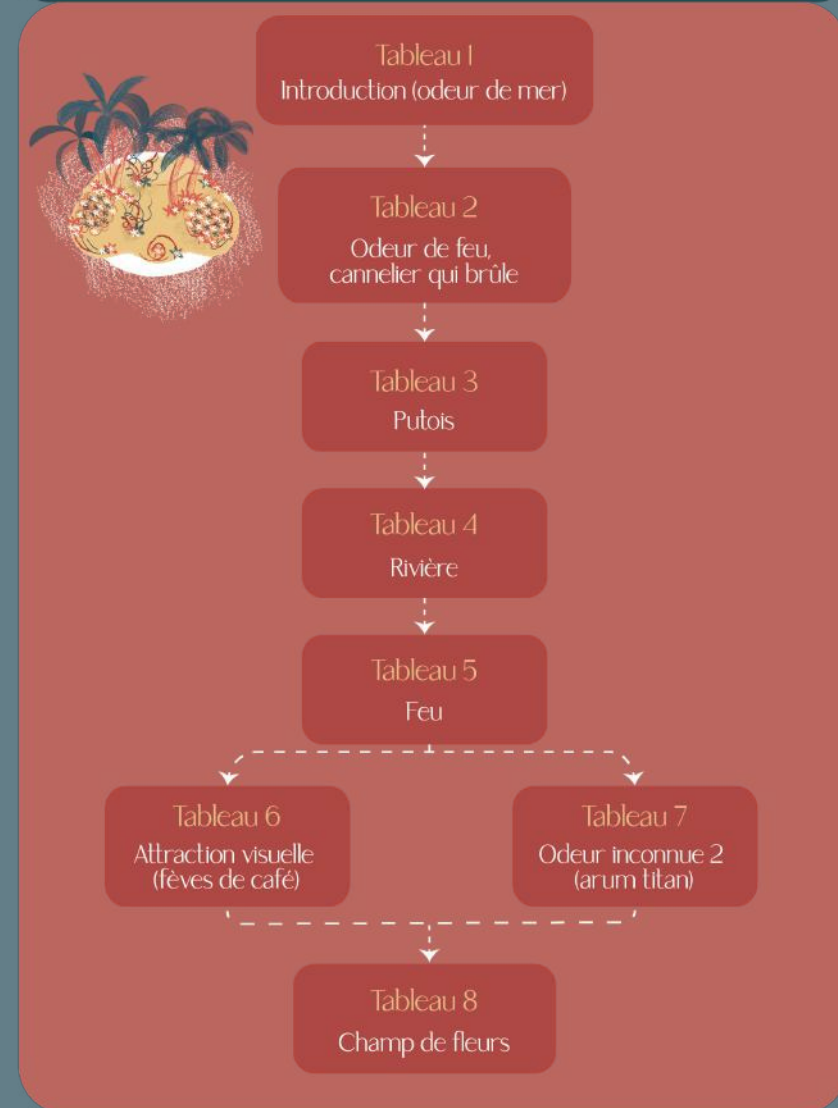 Tableau 1
Introduction (odeur de mer)
Tableau 2
Odeur de feu,
cannelier qui brûle
Tableau 3
Putois
Tableau 4
Rivière
Tableau 5
Feu
Tableau 6
Attraction visuelle
(fèves de café)
Tableau 7
Odeur inconnue 2
(arum titan)
Tableau 8
Champ de fleurs